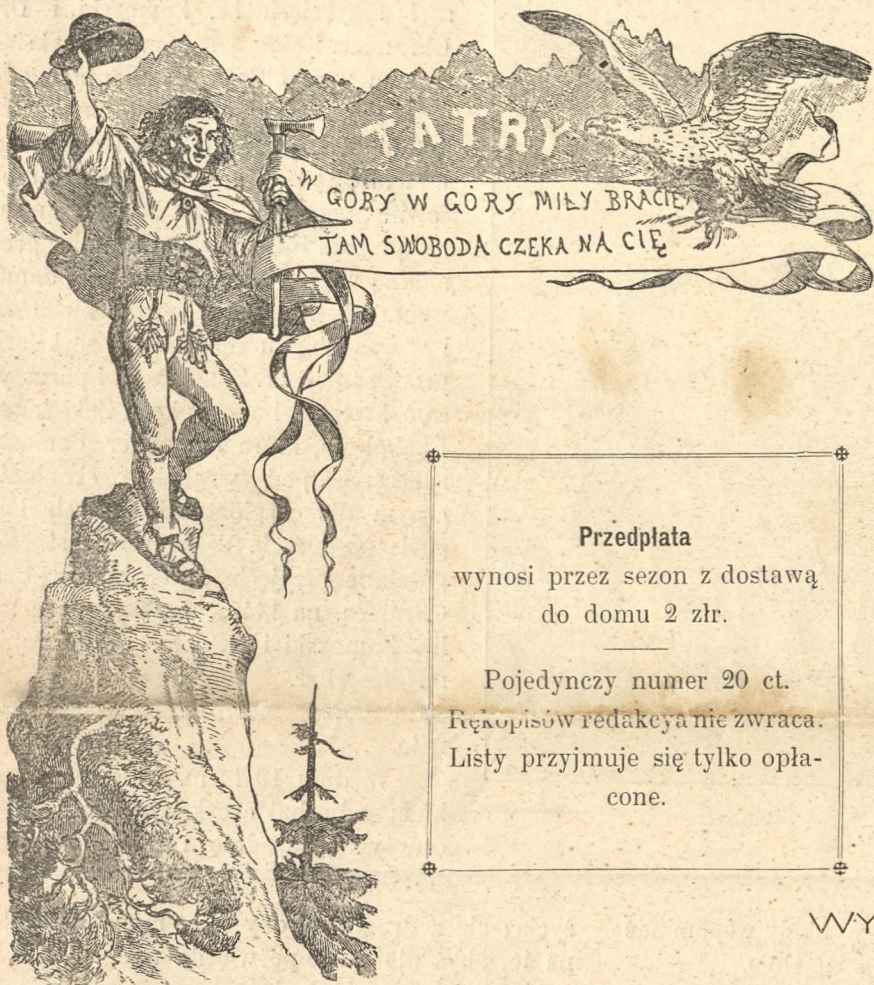 TATRY
W GÓRY W GÓRY MIŁY BRACIE
TAM SWOBODA CZEKA NA CIĘ
Przedpłata
wynosi przez sezon z dostawą
do domu 2 złr.
Pojedynczy numer 20 ct.
Rękopisów redakcya nie zwraca.
Listy przyjmuje się tylko opła-
cone.
WY